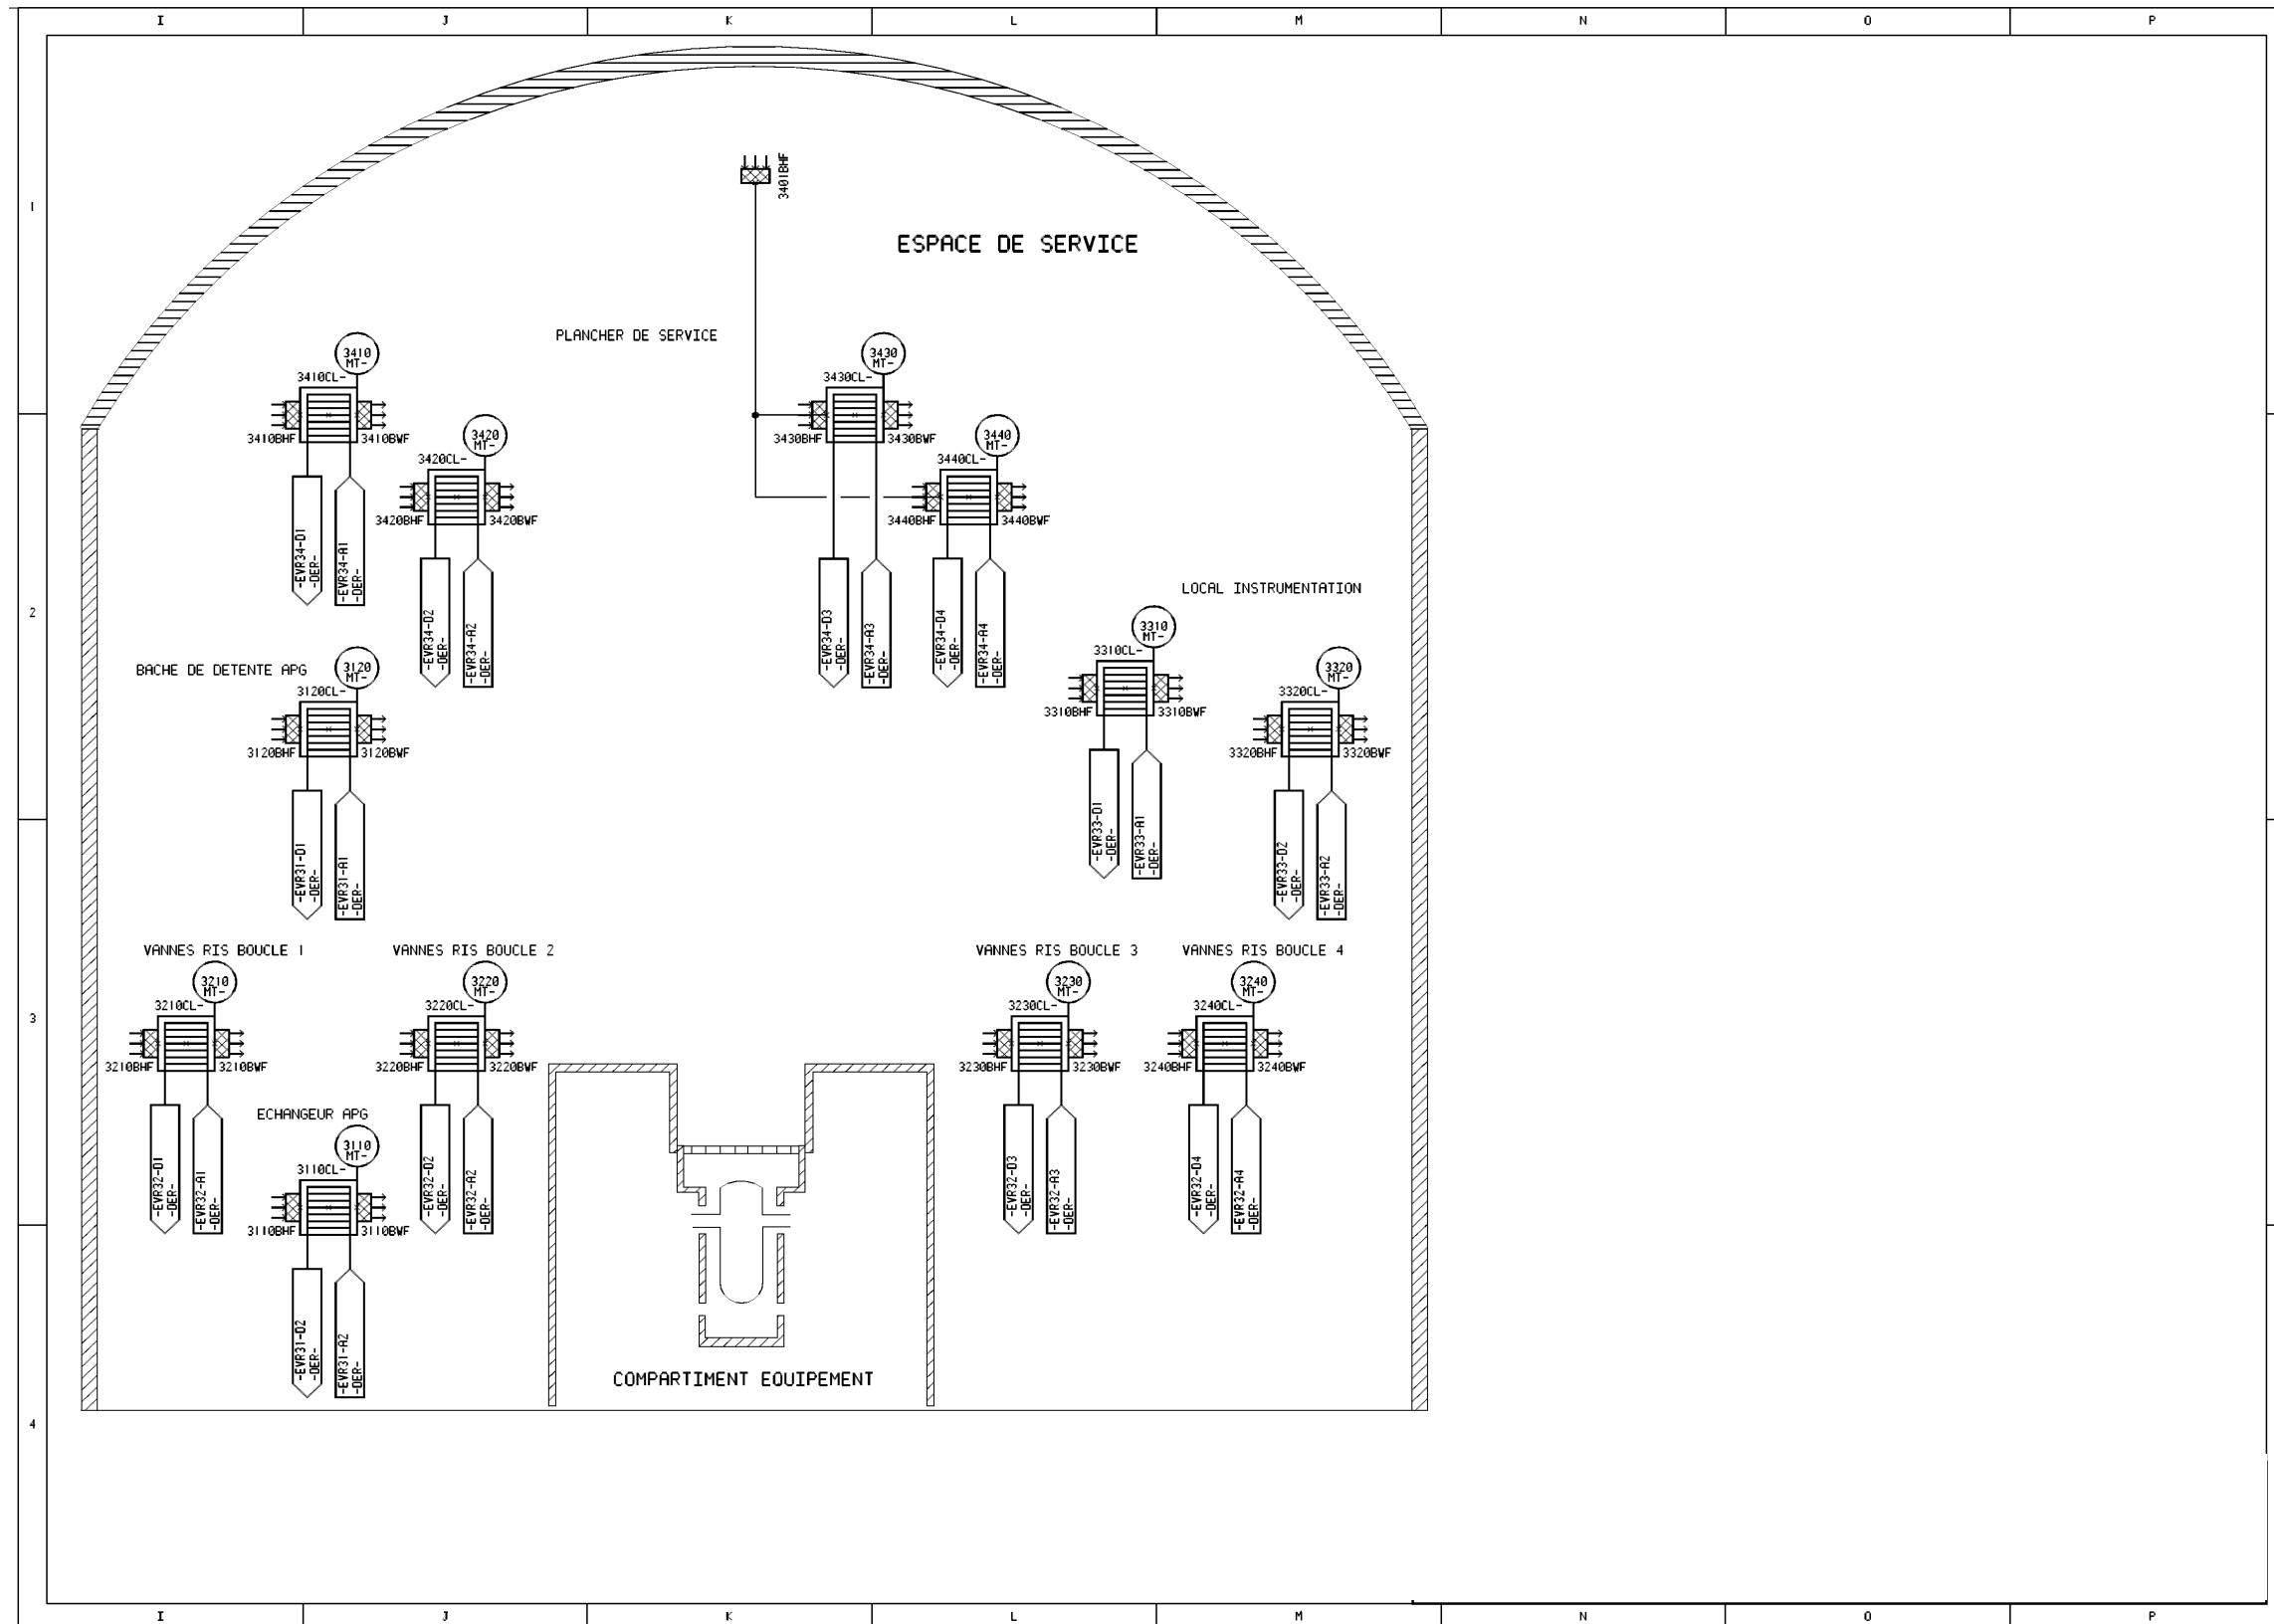 I
J
K
L
M
N
O
P
1
3401BHF
ESPACE DE SERVICE
PLANCHER DE SERVICE
3410
MT-
3410CL-
3410BHF
3410BWF
-EVR34-D1
-DER-
-EVR34-A1
-DER-
3420
MT-
3420CL-
3420BHF
3420BWF
-EVR34-D2
-DER-
-EVR34-A2
-DER-
3430
MT-
3430CL-
3430BHF
3430BWF
-EVR34-D3
-DER-
-EVR34-A3
-DER-
3440
MT-
3440CL-
3440BHF
3440BWF
-EVR34-D4
-DER-
-EVR34-A4
-DER-
2
LOCAL INSTRUMENTATION
3310
MT-
3310CL-
3310BHF
3310BWF
-EVR33-D1
-DER-
-EVR33-A1
-DER-
3320
MT-
3320CL-
3320BHF
3320BWF
-EVR33-D2
-DER-
-EVR33-A2
-DER-
BACHE DE DETENTE APG
3120
MT-
3120CL-
3120BHF
3120BWF
-EVR31-D1
-DER-
-EVR31-A1
-DER-
VANNES RIS BOUCLE 1
3210
MT-
3210CL-
3210BHF
3210BWF
-EVR32-D1
-DER-
-EVR32-A1
-DER-
VANNES RIS BOUCLE 2
3220
MT-
3220CL-
3220BHF
3220BWF
-EVR32-D2
-DER-
-EVR32-A2
-DER-
VANNES RIS BOUCLE 3
3230
MT-
3230CL-
3230BHF
3230BWF
-EVR32-D3
-DER-
-EVR32-A3
-DER-
VANNES RIS BOUCLE 4
3240
MT-
3240CL-
3240BHF
3240BWF
-EVR32-D4
-DER-
-EVR32-A4
-DER-
3
ECHANGEUR APG
3110
MT-
3110CL-
3110BHF
3110BWF
-EVR31-D2
-DER-
-EVR31-A2
-DER-
COMPARTIMENT EQUIPEMENT
4
I
J
K
L
M
N
O
P